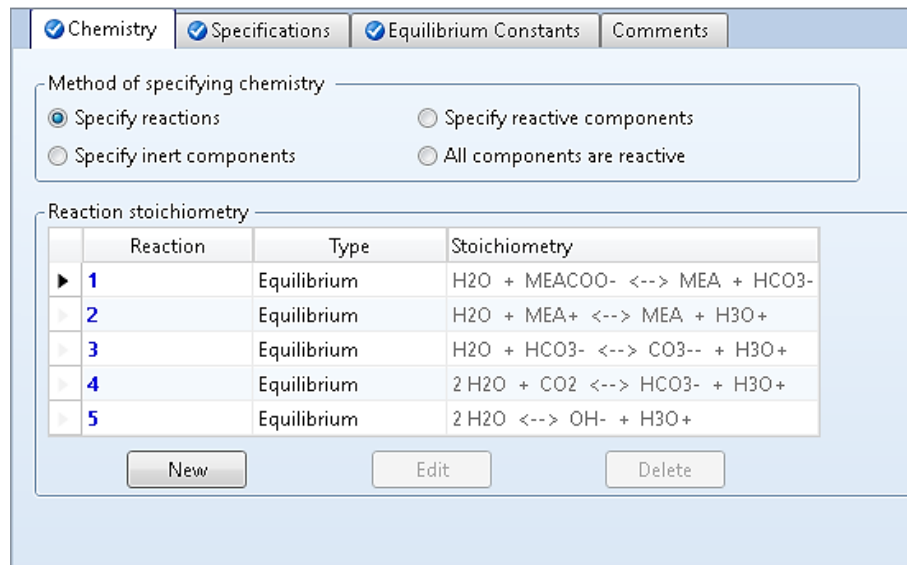 Chemistry Specifications Equilibrium Constants Comments
Method of specifying chemistry
Specify reactions Specify reactive components
Specify inert components All components are reactive
Reaction stoichiometry
Reaction Type Stoichiometry
1 Equilibrium H2O + MEACOO- <--> MEA + HCO3-
2 Equilibrium H2O + MEA+ <--> MEA + H3O+
3 Equilibrium H2O + HCO3- <--> CO3-- + H3O+
4 Equilibrium 2 H2O + CO2 <--> HCO3- + H3O+
5 Equilibrium 2 H2O <--> OH- + H3O+
New Edit Delete